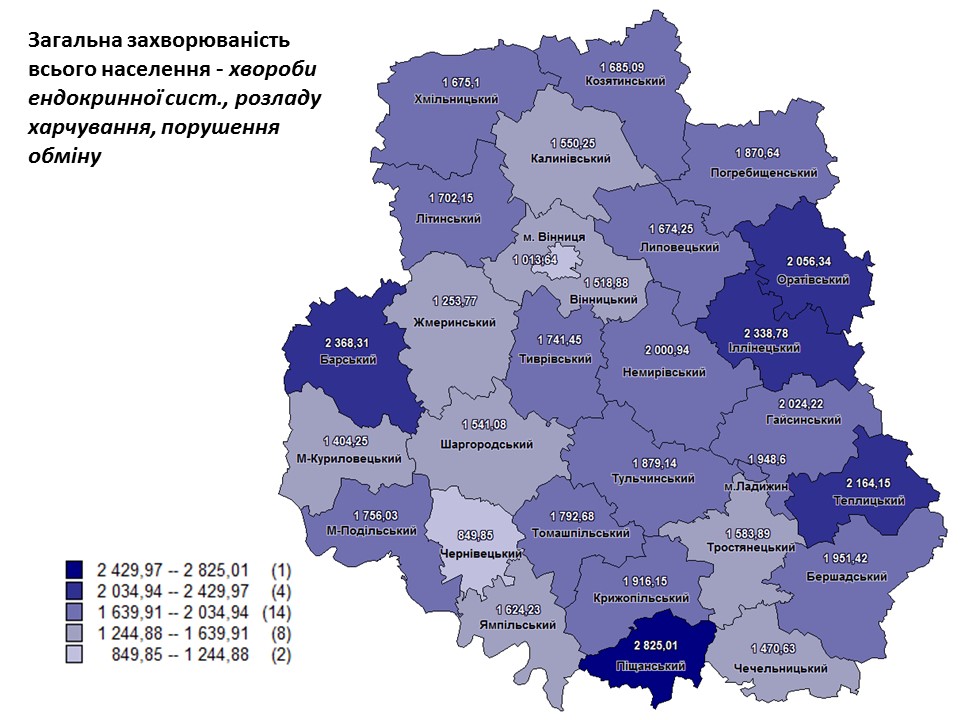 Загальна захворюваність
всього населення - хвороби
ендокринної сист., розладу
харчування, порушення
обміну
1 685,09
Козятинський
1 675,1
Хмільницький
1 550,25
Калинівський
1 870,64
Погребищенський
1 702,15
Літинський
1 674,25
Липовецький
м. Вінниця
1 013,64
2 056,34
Оратівський
1 518,88
Вінницький
1 253,77
Жмеринський
2 368,31
Барський
1 741,45
Тиврівський
2 000,94
Немирівський
2 338,78
Іллінецький
2 024,22
Гайсинський
1 541,08
Шаргородський
1 404,25
М-Куриловецький
1 879,14
Тульчинський
1 948,6
м.Ладижин
2 164,15
Теплицький
1 756,03
М-Подільський
849,85
Чернівецький
1 792,68
Томашпільський
1 583,89
Тростянецький
1 951,42
Бершадський
1 916,15
Крижопільський
1 624,23
Ямпільський
2 825,01
Піщанський
1 470,63
Чечельницький
2 429,97 -- 2 825,01 (1)
2 034,94 -- 2 429,97 (4)
1 639,91 -- 2 034,94 (14)
1 244,88 -- 1 639,91 (8)
849,85 -- 1 244,88 (2)